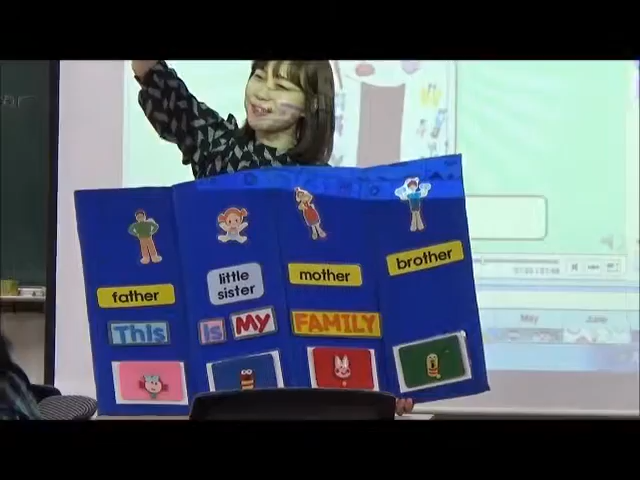 father
little
sister
mother
brother
This Is My FAMILY
May
June